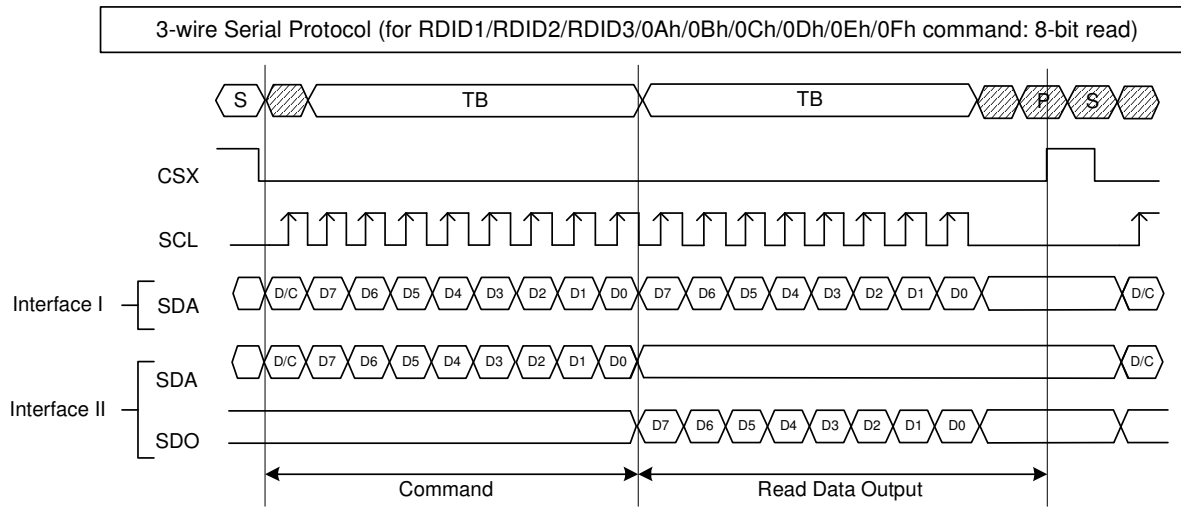 3-wire Serial Protocol (for RDID1/RDID2/RDID3/0Ah/0Bh/0Ch/0Dh/0Eh/0Fh command: 8-bit read)
S TB TB P S
CSX
SCL
Interface I SDA D/C D7 D6 D5 D4 D3 D2 D1 D0 D7 D6 D5 D4 D3 D2 D1 D0 D/C
SDA D/C D7 D6 D5 D4 D3 D2 D1 D0 D/C
Interface II
SDO D7 D6 D5 D4 D3 D2 D1 D0
Command Read Data Output